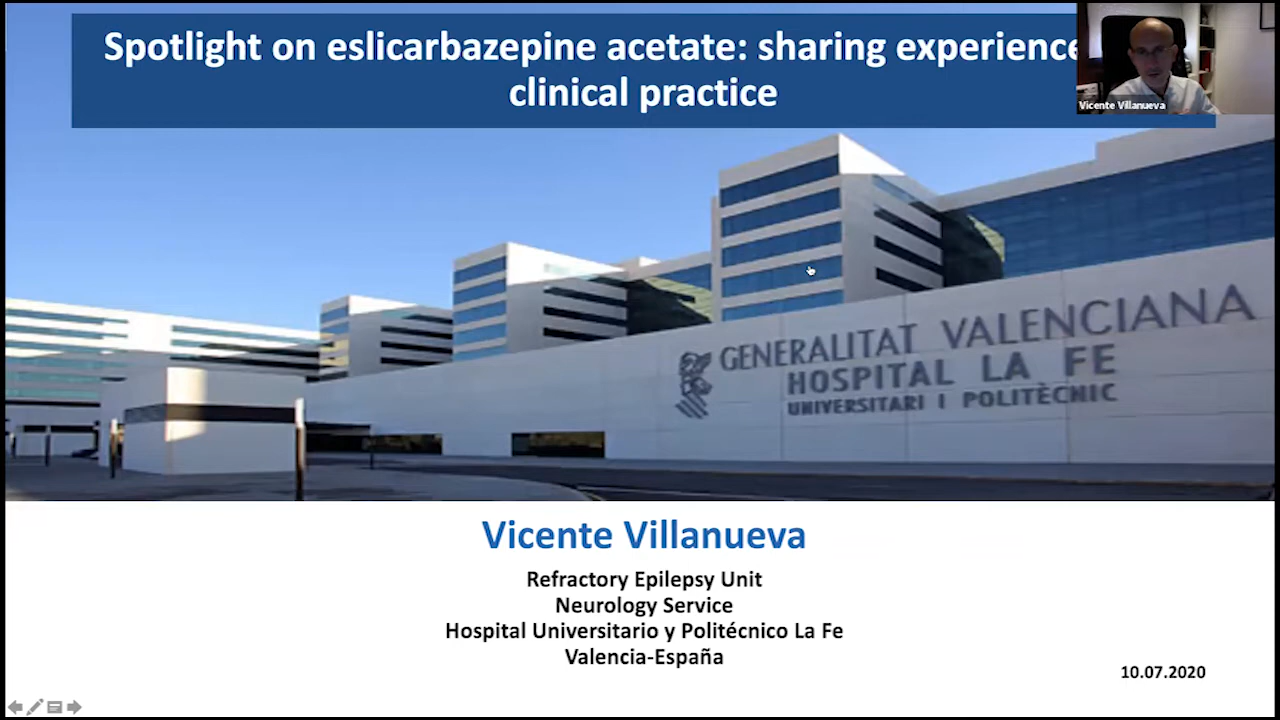 Spotlight on eslicarbazepine acetate: sharing experience
clinical practice
Vicente Villanueva
GENERALITAT VALENCIANA
HOSPITAL LA FE
UNIVERSITARI I POLITÈCNIC
Vicente Villanueva
Refractory Epilepsy Unit
Neurology Service
Hospital Universitario y Politécnico La Fe
Valencia-España
10.07.2020